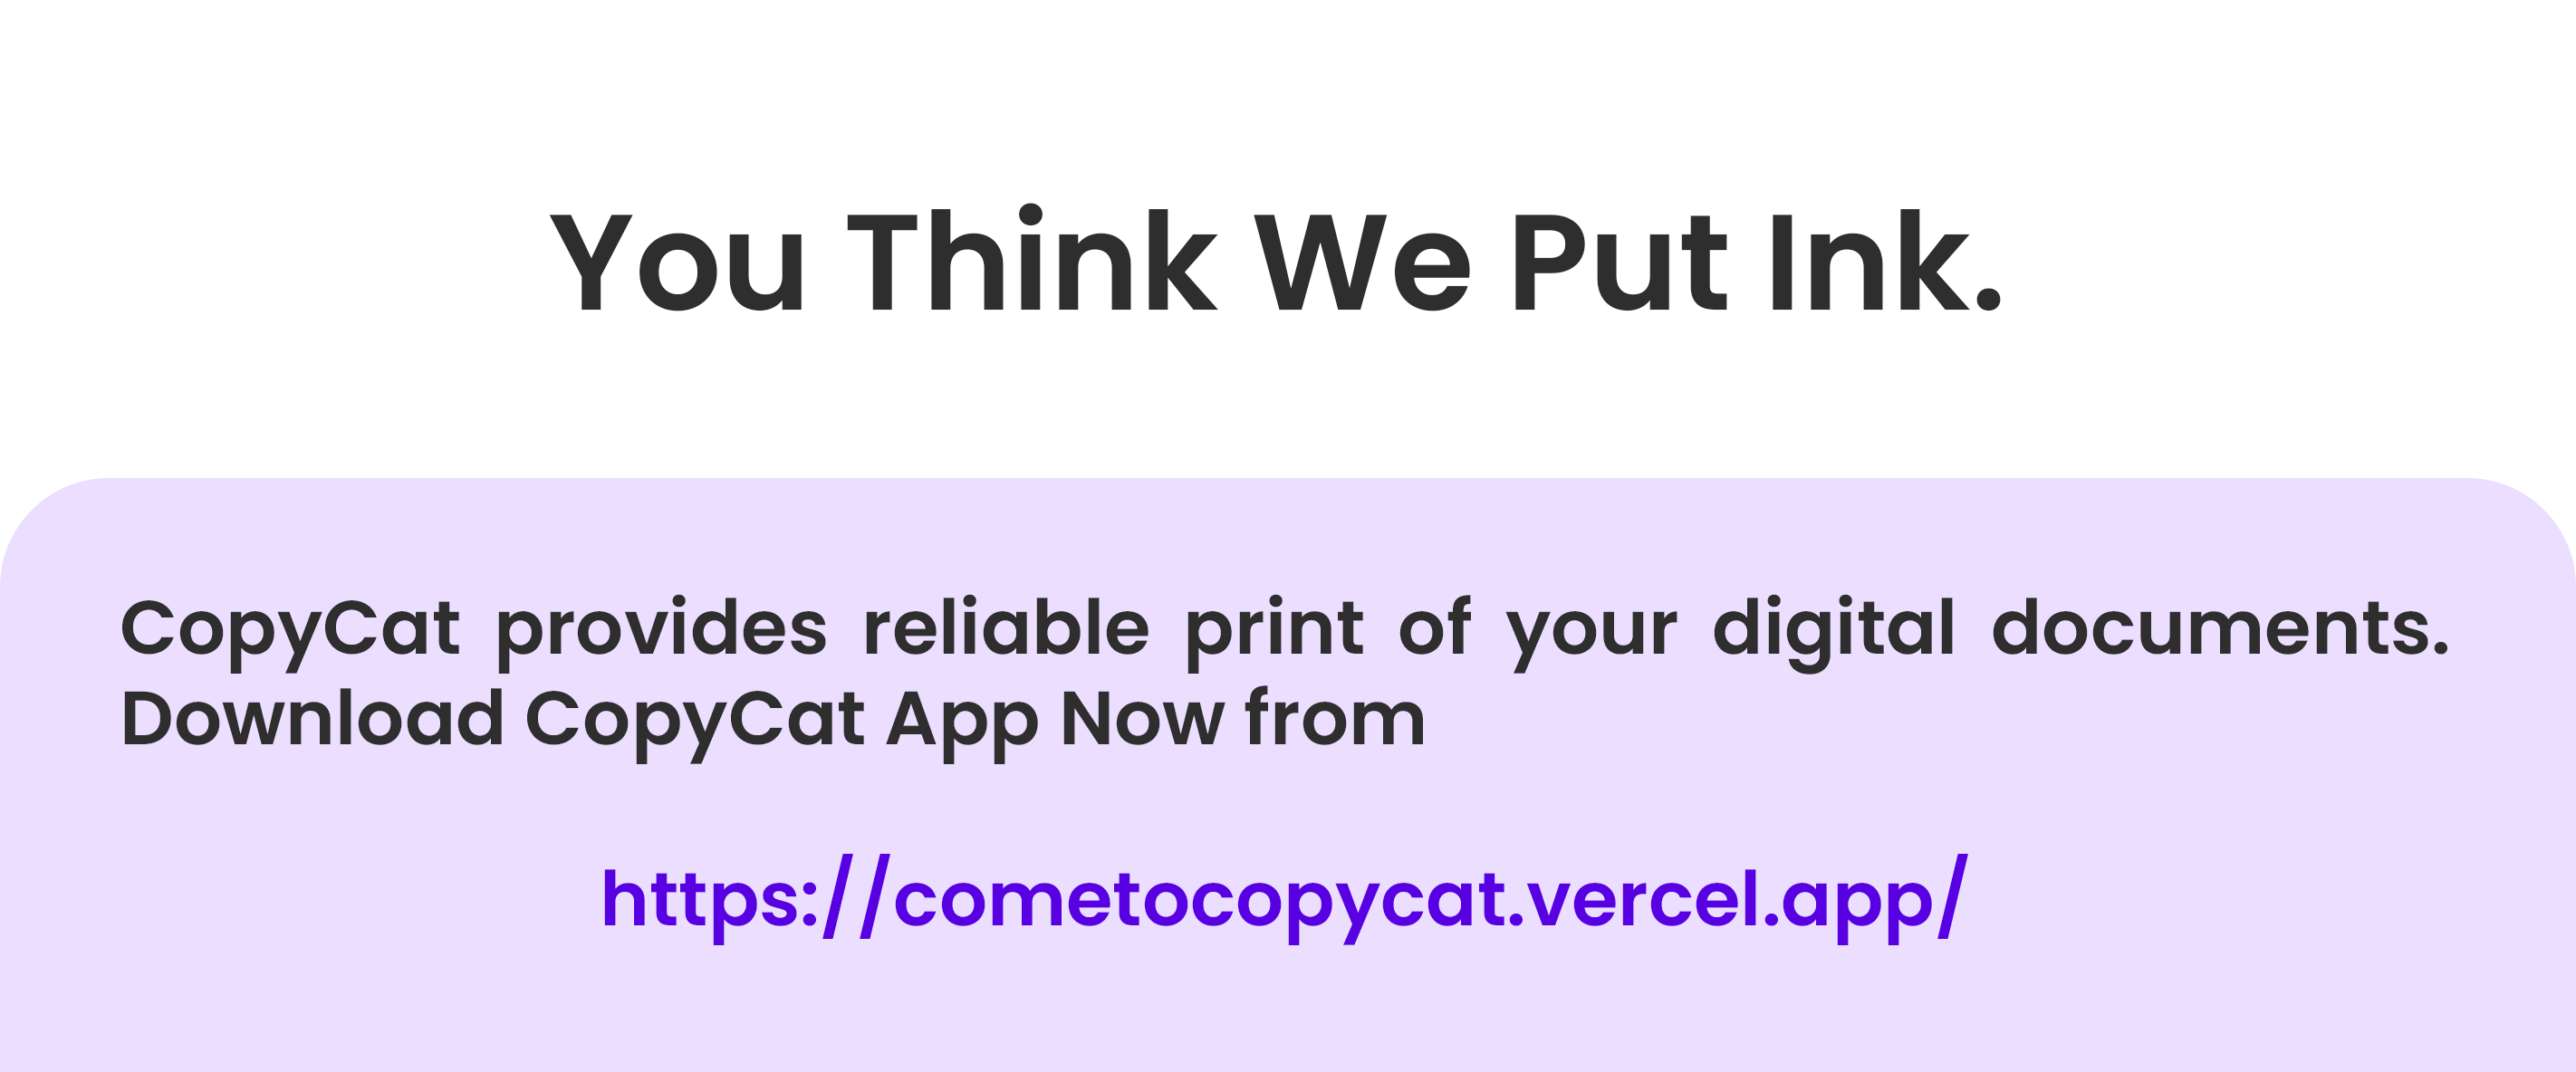 You Think We Put Ink.
CopyCat provides reliable print of your digital documents.
Download CopyCat App Now from
https://cometocopycat.vercel.app/